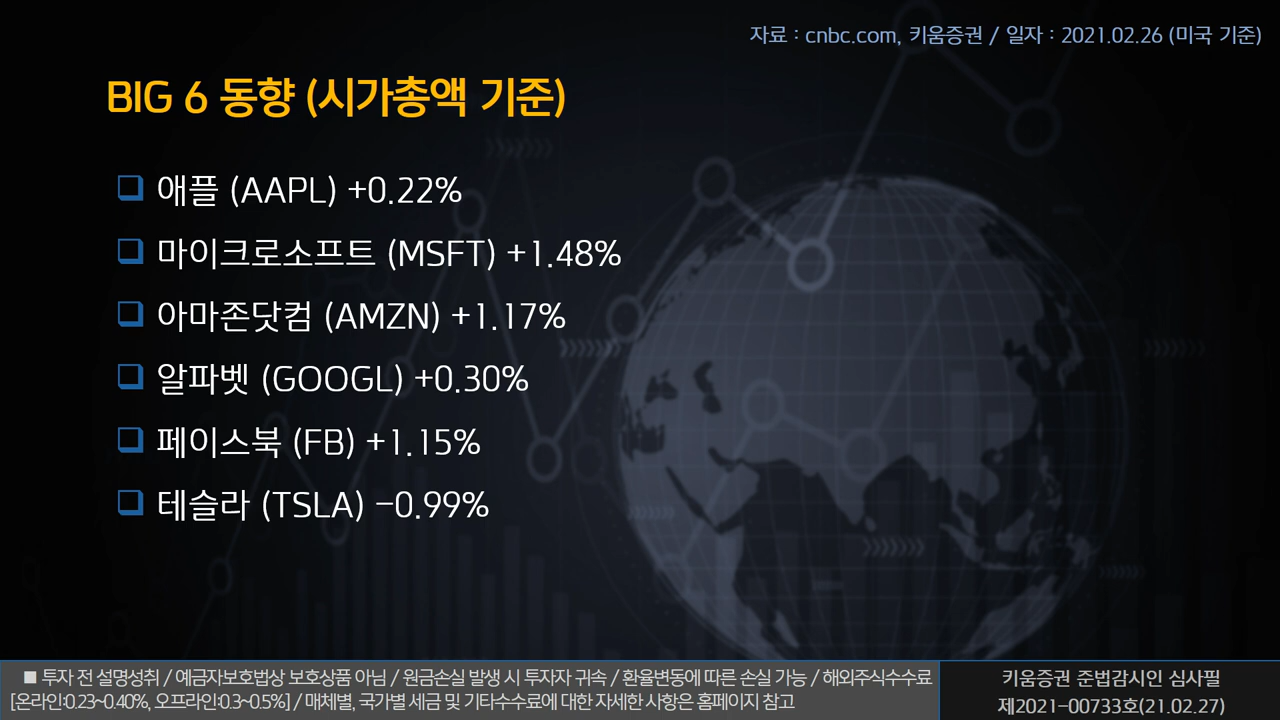 자료 : cnbc.com, 키움증권 / 일자 : 2021.02.26 (미국 기준)
BIG 6 동향 (시가총액 기준)
❑ 애플 (AAPL) +0.22%
❑ 마이크로소프트 (MSFT) +1.48%
❑ 아마존닷컴 (AMZN) +1.17%
❑ 알파벳 (GOOGL) +0.30%
❑ 페이스북 (FB) +1.15%
❑ 테슬라 (TSLA) -0.99%
■ 투자 전 설명성취 / 예금자보호법상 보호상품 아님 / 원금손실 발생 시 투자자 귀속 / 환율변동에 따른 손실 가능 / 해외주식수수료
[온라인:0.23~0.40%, 오프라인:0.3~0.5%] / 매체별, 국가별 세금 및 기타수수료에 대한 자세한 사항은 홈페이지 참고
키움증권 준법감시인 심사필
제2021-00733호(21.02.27)